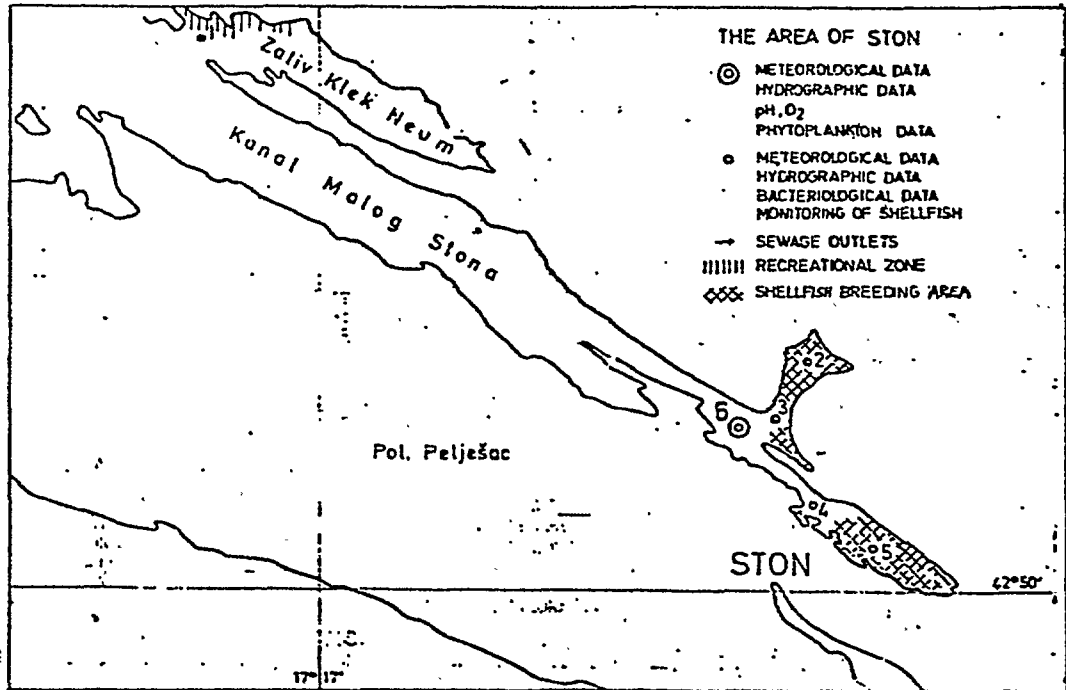 THE AREA OF STON
METEOROLOGICAL DATA
HYDROGRAPHIC DATA
pH, O2
PHYTOPLANKTON DATA
METEOROLOGICAL DATA
HYDROGRAPHIC DATA
BACTERIOLOGICAL DATA
MONITORING OF SHELLFISH
SEWAGE OUTLETS
RECREATIONAL ZONE
SHELLFISH BREEDING AREA
Zaliv Klek Neum
Kanal Malog Stona
Pol. Pelješac
2
3
6
4
5
STON
42°50'
17°17'